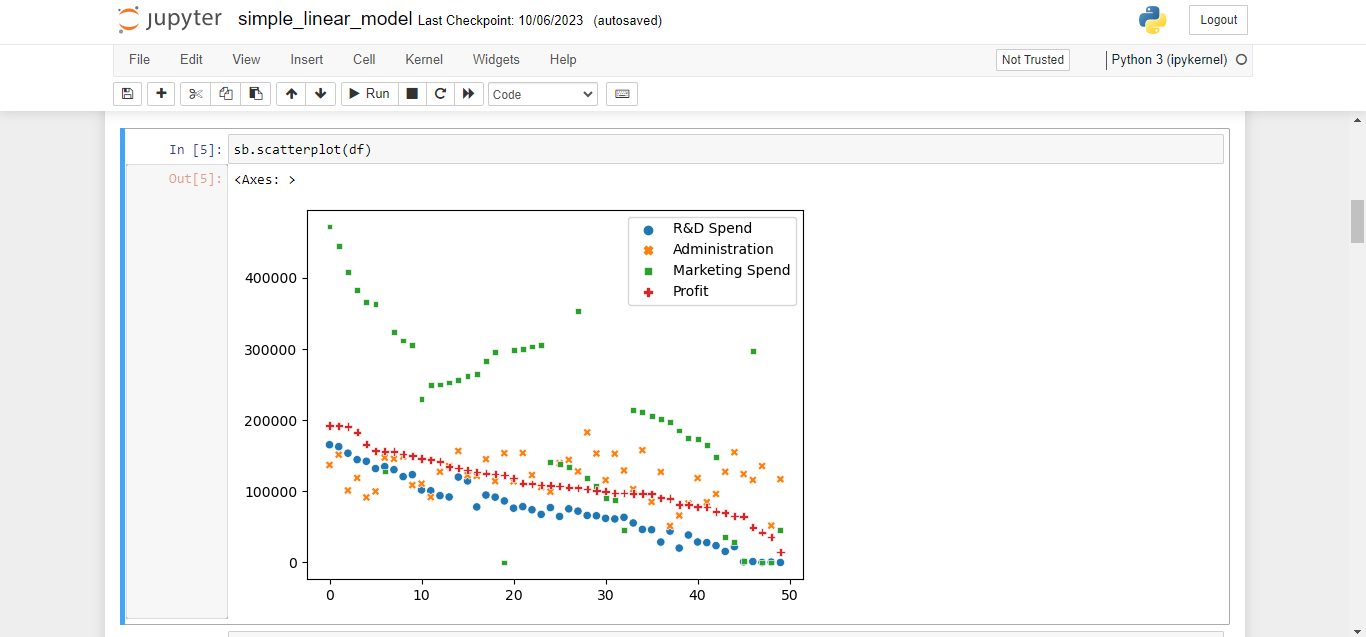 jupyter simple_linear_model Last Checkpoint: 10/06/2023 (autosaved)
Logout
File Edit View Insert Cell Kernel Widgets Help
Not Trusted
Python 3 (ipykernel)
Run
Code
In [5]: sb.scatterplot(df)
Out[5]: <Axes: >
R&D Spend
Administration
Marketing Spend
Profit
400000
300000
200000
100000
0
0 10 20 30 40 50